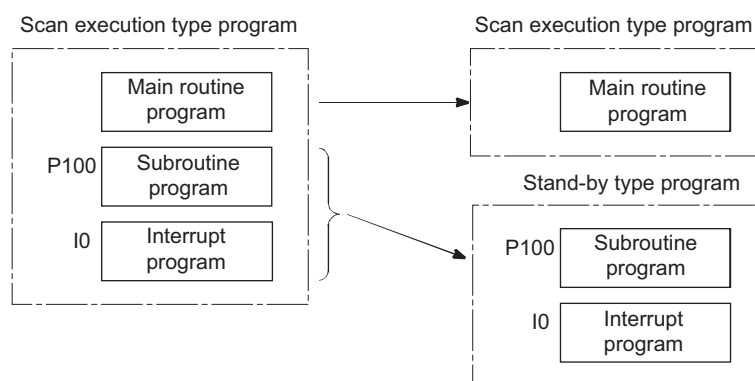 Scan execution type program
Main routine
program
P100
Subroutine
program
I0
Interrupt
program
Scan execution type program
Main routine
program
Stand-by type program
P100
Subroutine
program
I0
Interrupt
program